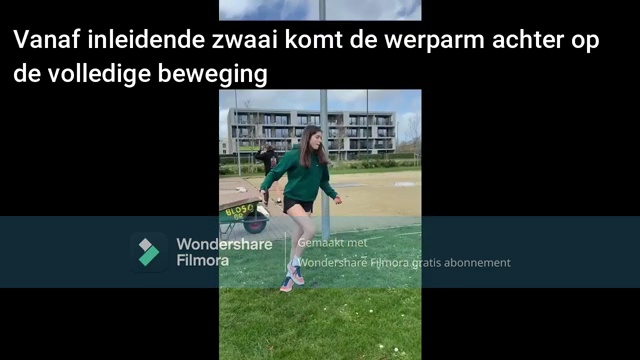 Vanaf inleidende zwaai komt de werparm achter op
de volledige beweging
Wondershare
Filmora
Gemaakt met
Wondershare Filmora gratis abonnement